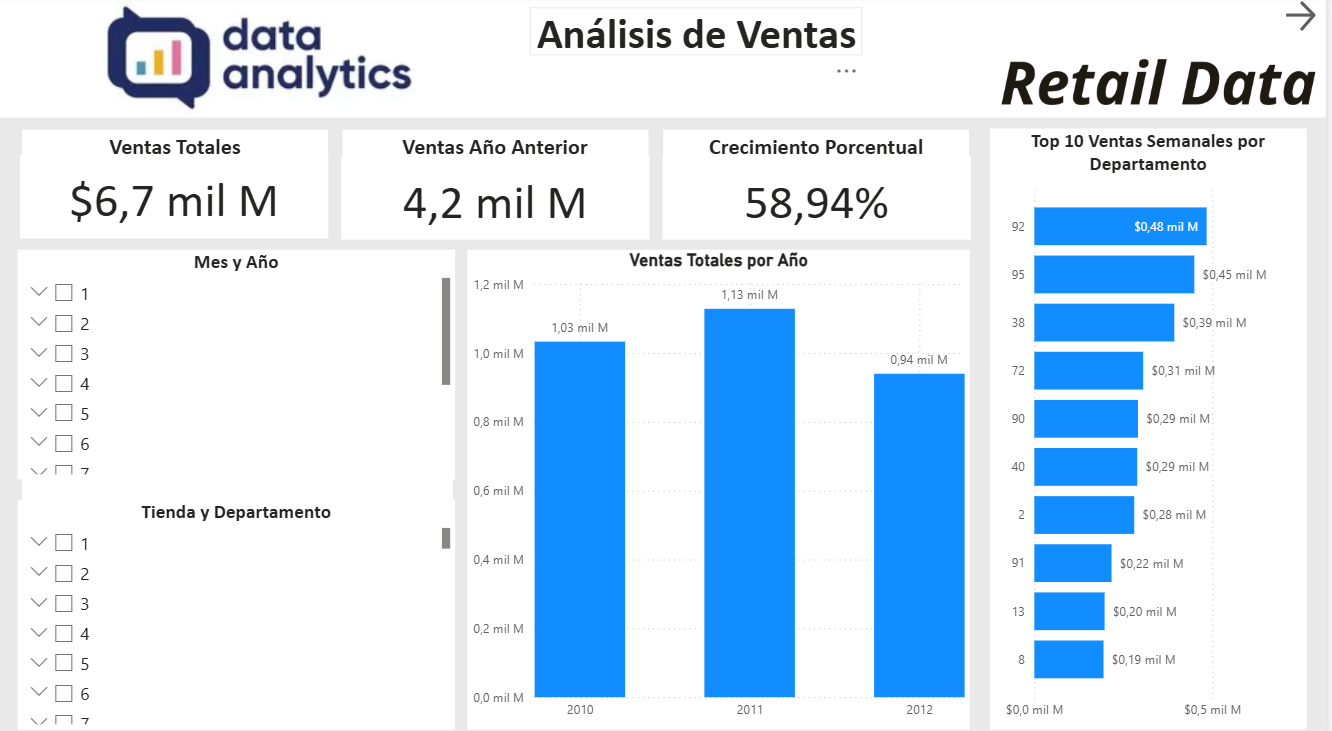 data
analytics
Análisis de Ventas
...
Retail Data
Ventas Totales
$6,7 mil M
Ventas Año Anterior
4,2 mil M
Crecimiento Porcentual
58,94%
Mes y Año
1
2
3
4
5
6
7
Tienda y Departamento
1
2
3
4
5
6
7
Ventas Totales por Año
1,2 mil M
1,0 mil M
0,8 mil M
0,6 mil M
0,4 mil M
0,2 mil M
0,0 mil M
1,03 mil M
1,13 mil M
0,94 mil M
2010
2011
2012
Top 10 Ventas Semanales por
Departamento
92 $0,48 mil M
95 $0,45 mil M
38 $0,39 mil M
72 $0,31 mil M
90 $0,29 mil M
40 $0,29 mil M
2 $0,28 mil M
91 $0,22 mil M
13 $0,20 mil M
8 $0,19 mil M
$0,0 mil M $0,5 mil M